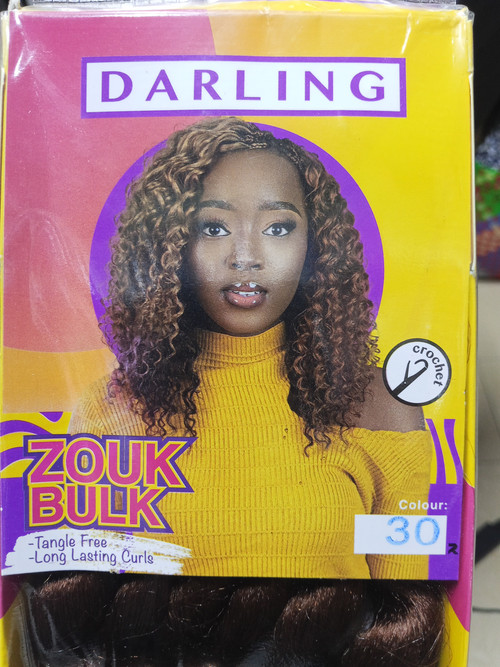 DARLING
crochet
ZOUK
BULK
-Tangle Free
-Long Lasting Curls
Colour:
30